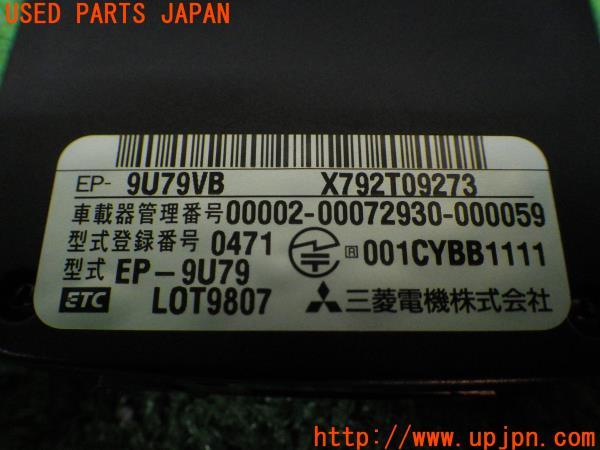 USED PARTS JAPAN
EP- 9U79VB X792T09273
車載器管理番号 00002-00072930-000059
型式登録番号 0471 R 001CYBB1111
型式 EP-9U79
ETC LOT9807 三菱電機株式会社
http://www.upjpn.com/